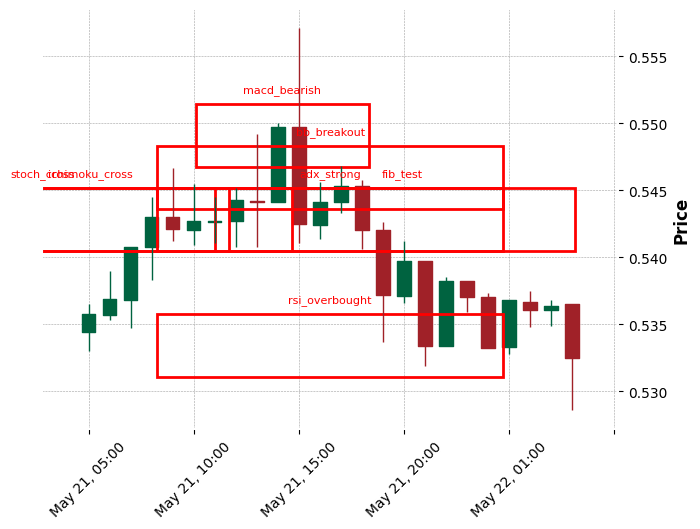 macd_bearish
stoch_cross
ichimoku_cross
adx_strong
fib_test
rsi_overbought
0.555
0.550
0.545
0.540
0.535
0.530
Price
May 21, 05:00
May 21, 10:00
May 21, 15:00
May 21, 20:00
May 22, 01:00